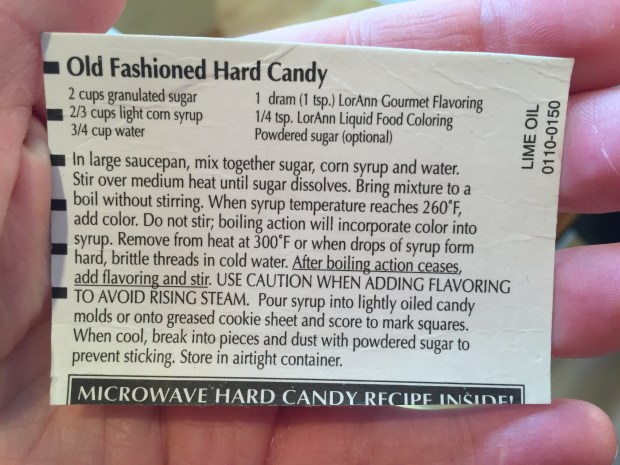 Old Fashioned Hard Candy
2 cups granulated sugar
2/3 cups light corn syrup
3/4 cup water
1 dram (1 tsp.) LorAnn Gourmet Flavoring
1/4 tsp. LorAnn Liquid Food Coloring
Powdered sugar (optional)
In large saucepan, mix together sugar, corn syrup and water.
Stir over medium heat until sugar dissolves. Bring mixture to a
boil without stirring. When syrup temperature reaches 260°F,
add color. Do not stir; boiling action will incorporate color into
syrup. Remove from heat at 300°F or when drops of syrup form
hard, brittle threads in cold water. After boiling action ceases,
add flavoring and stir. USE CAUTION WHEN ADDING FLAVORING
TO AVOID RISING STEAM. Pour syrup into lightly oiled candy
molds or onto greased cookie sheet and score to mark squares.
When cool, break into pieces and dust with powdered sugar to
prevent sticking. Store in airtight container.
MICROWAVE HARD CANDY RECIPE INSIDE!
LIME OIL
0110-0150